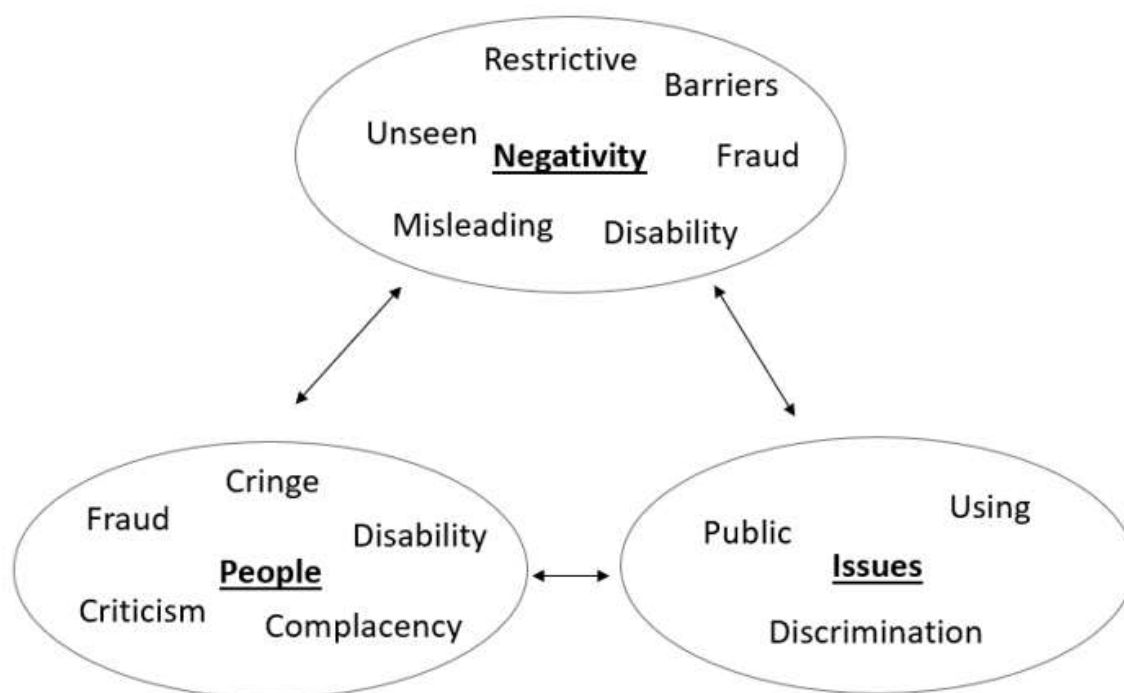 Restrictive
Barriers
Unseen
Negativity
Fraud
Misleading
Disability
Cringe
Fraud
Disability
People
Criticism
Complacency
Using
Public
Issues
Discrimination